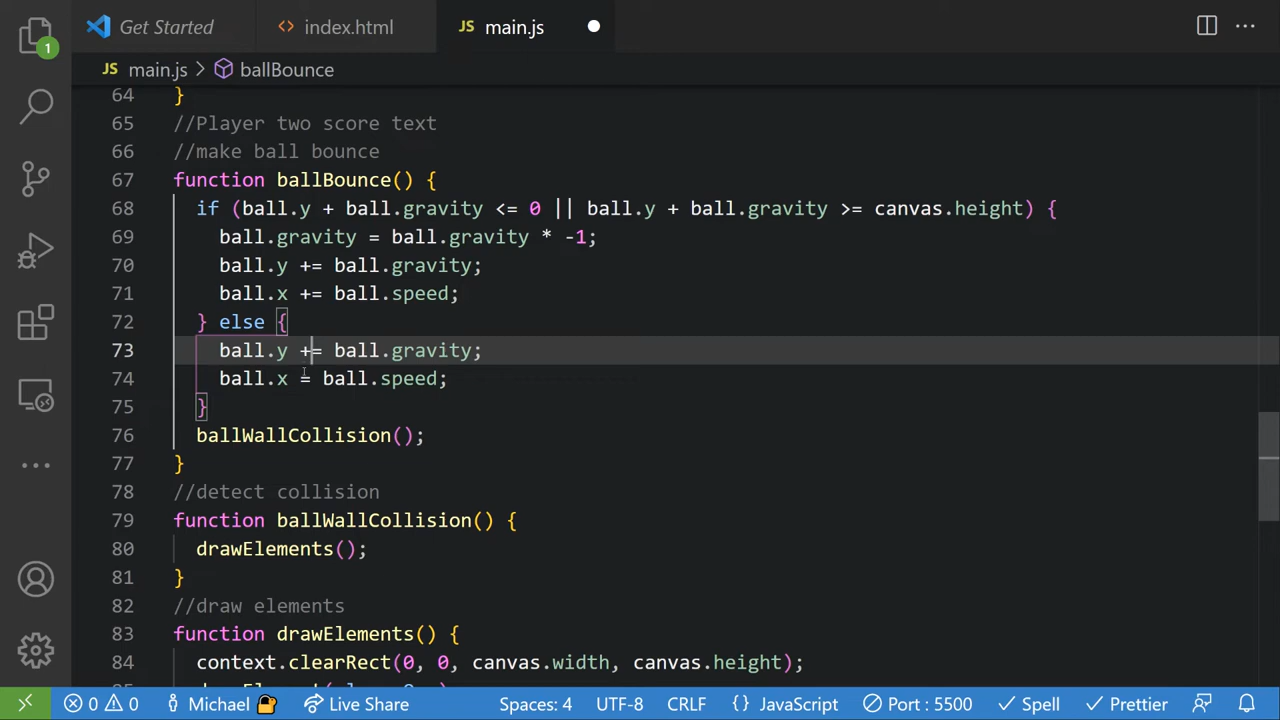 Get Started <> index.html JS main.js
1
JS main.js > ballBounce
64 }
65 //Player two score text
66 //make ball bounce
67 function ballBounce() {
68 if (ball.y + ball.gravity <= 0 || ball.y + ball.gravity >= canvas.height) {
69 ball.gravity = ball.gravity * -1;
70 ball.y += ball.gravity;
71 ball.x += ball.speed;
72 } else {
73 ball.y += ball.gravity;
74 ball.x = ball.speed;
75 }
76 ballWallCollision();
77 }
78 //detect collision
79 function ballWallCollision() {
80 drawElements();
81 }
82 //draw elements
83 function drawElements() {
84 context.clearRect(0, 0, canvas.width, canvas.height);
0 0 Michael Live Share Spaces: 4 UTF-8 CRLF {} JavaScript Port : 5500 Spell Prettier